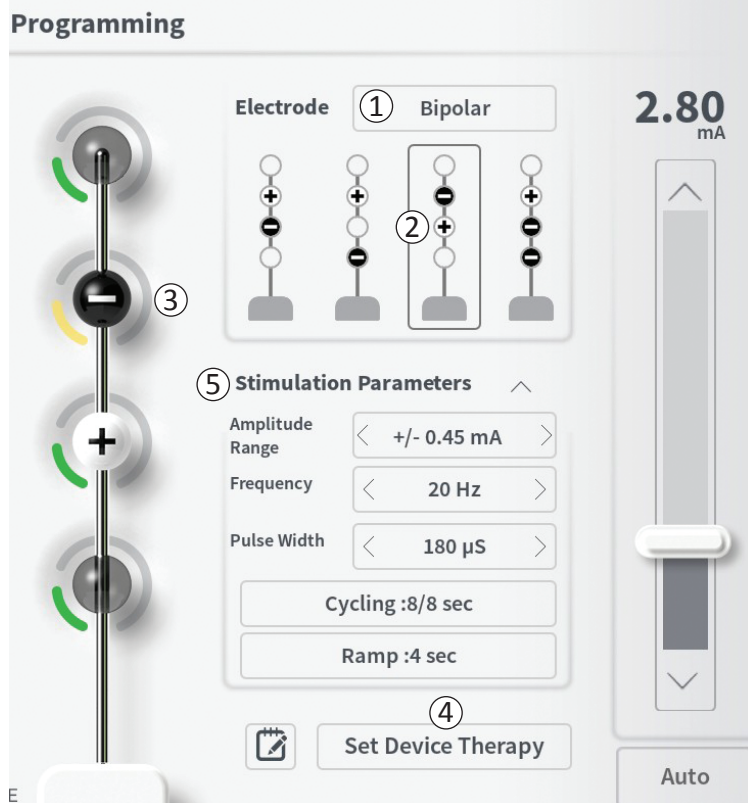 Programming
Electrode
① Bipolar
2.80
mA
②
③
⑤ Stimulation Parameters
Amplitude
Range
+/- 0.45 mA
Frequency
20 Hz
Pulse Width
180 µS
Cycling :8/8 sec
Ramp :4 sec
④
Set Device Therapy
Auto
E